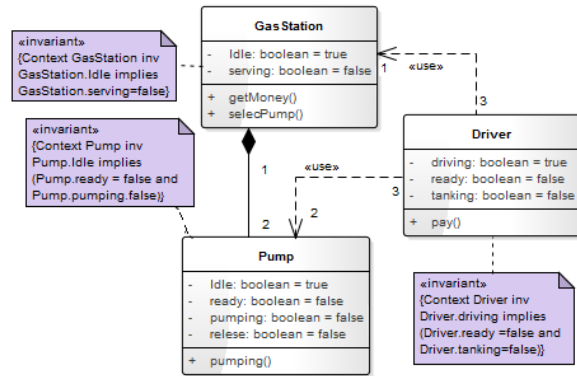 GasStation
- Idle: boolean = true
- serving: boolean = false
+ getMoney()
+ selecPump()
«invariant»
{Context GasStation inv
GasStation.Idle implies
GasStation.serving=false}
«invariant»
{Context Pump inv
Pump.Idle implies
(Pump.ready = false and
Pump.pumping.false)}
1
«use»
3
Driver
- driving: boolean = true
- ready: boolean = false
- tanking: boolean = false
+ pay()
1
«use»
3
2
2
Pump
- Idle: boolean = true
- ready: boolean = false
- pumping: boolean = false
- relese: boolean = false
+ pumping()
«invariant»
{Context Driver inv
Driver.driving implies
(Driver.ready =false and
Driver.tanking=false)}